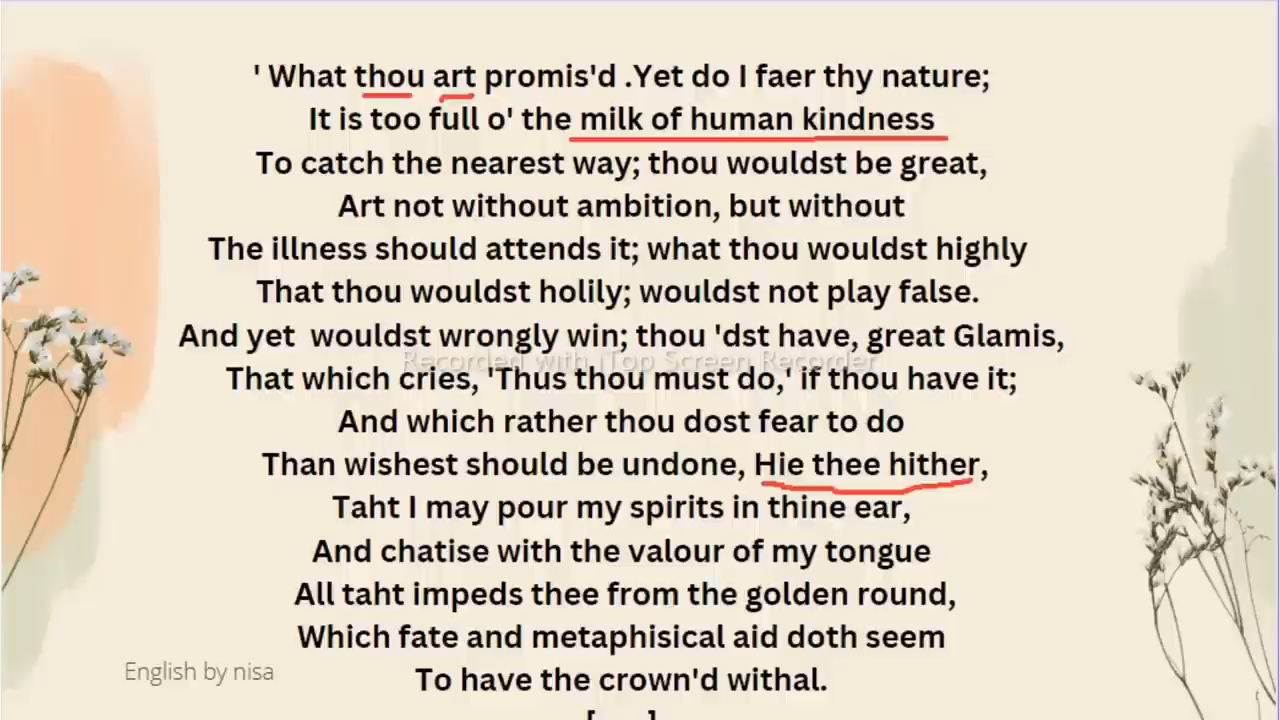 ' What thou art promis'd .Yet do I faer thy nature;
It is too full o' the milk of human kindness
To catch the nearest way; thou wouldst be great,
Art not without ambition, but without
The illness should attends it; what thou wouldst highly
That thou wouldst holily; wouldst not play false.
And yet wouldst wrongly win; thou 'dst have, great Glamis,
Recorded with iTop Screen Recorder
That which cries, 'Thus thou must do,' if thou have it;
And which rather thou dost fear to do
Than wishest should be undone, Hie thee hither,
Taht I may pour my spirits in thine ear,
And chatise with the valour of my tongue
All taht impeds thee from the golden round,
Which fate and metaphisical aid doth seem
English by nisa
To have the crown'd withal.